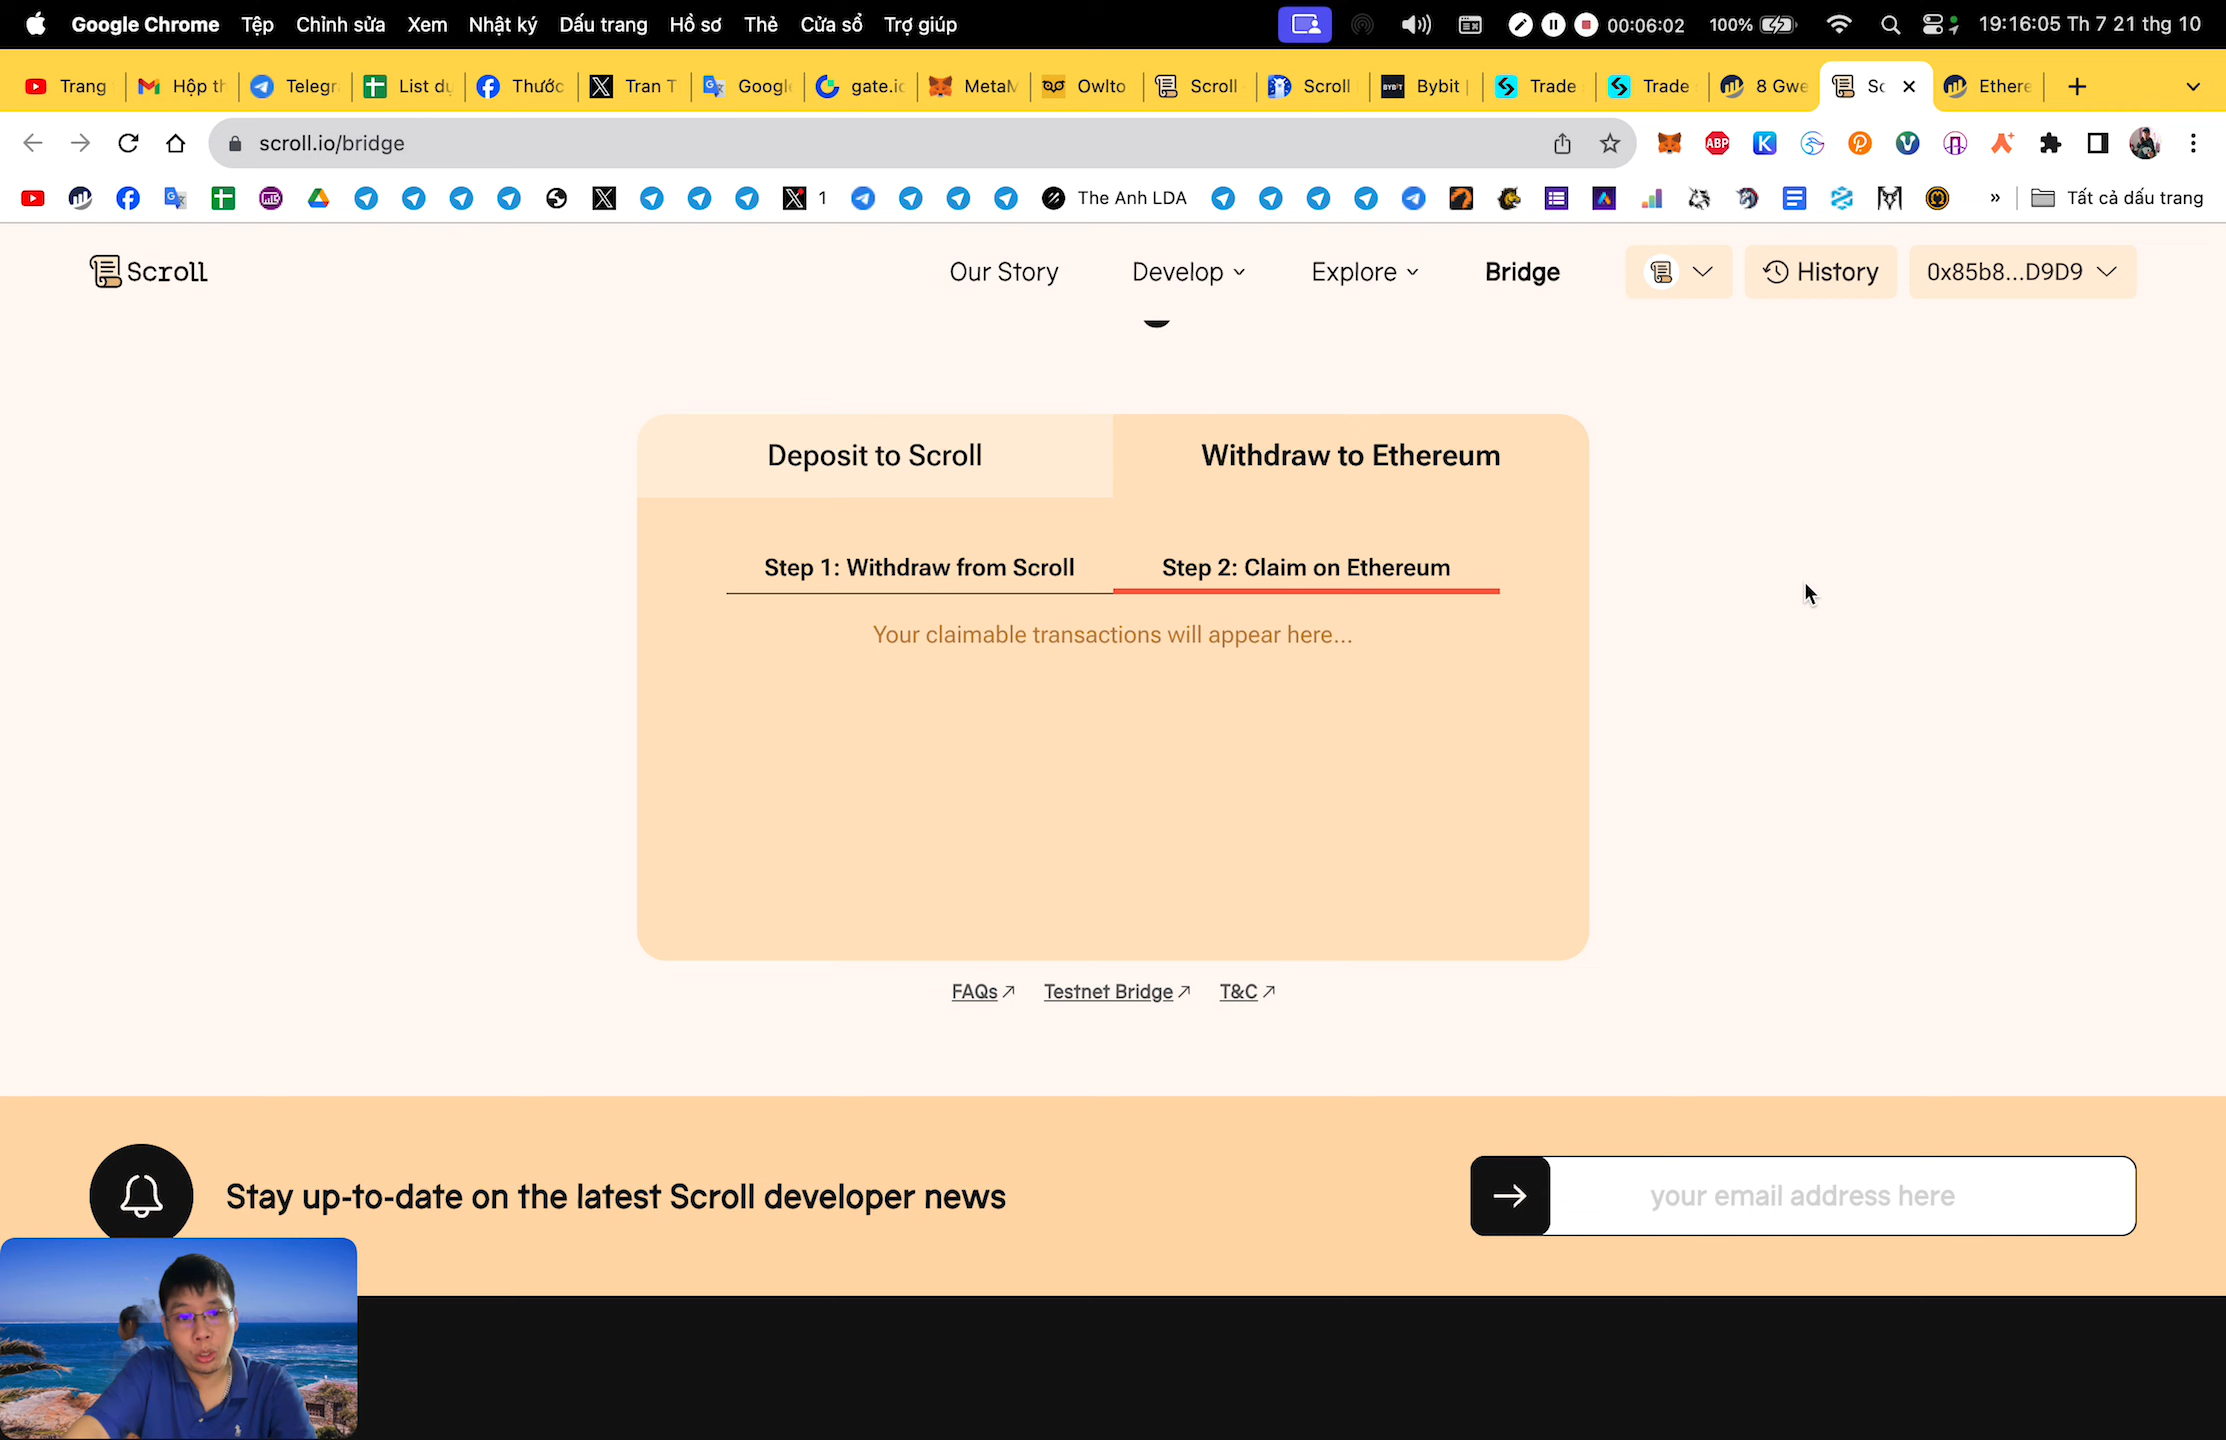 Google Chrome Tệp Chỉnh sửa Xem Nhật ký Dấu trang Hồ sơ Thẻ Cửa sổ Trợ giúp 00:06:02 100% 19:16:05 Th 7 21 thg 10
Trang Hộp th Telegr List dụ Thước Tran T Google gate.io MetaM Owlto Scroll Scroll Bybit Trade Trade 8 Gwe Sc Ethere
scroll.io/bridge
1 The Anh LDA » Tất cả dấu trang
Scroll Our Story Develop Explore Bridge History 0x85b8...D9D9
Deposit to Scroll Withdraw to Ethereum
Step 1: Withdraw from Scroll Step 2: Claim on Ethereum
Your claimable transactions will appear here...
FAQs Testnet Bridge T&C
Stay up-to-date on the latest Scroll developer news your email address here